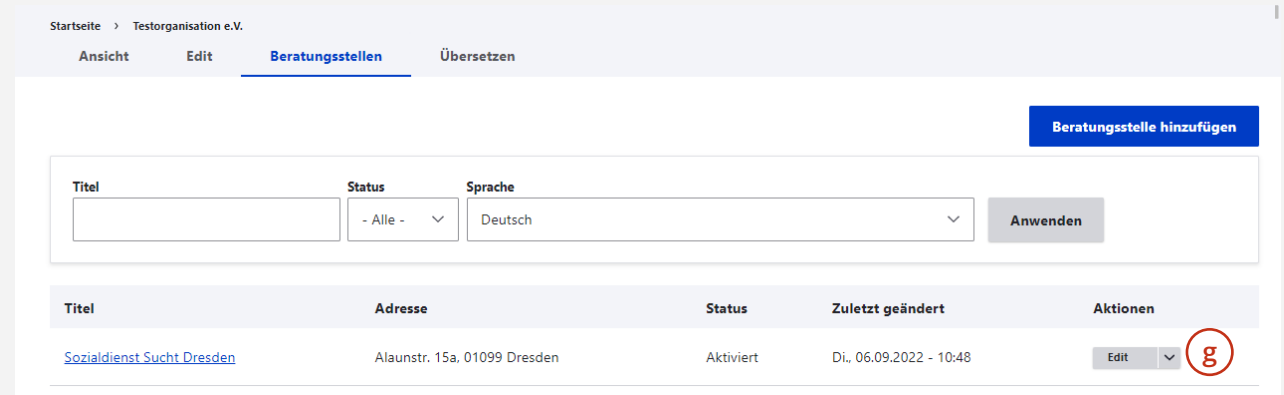 Startseite > Testorganisation e.V.
Ansicht Edit Beratungsstellen Übersetzen
Beratungsstelle hinzufügen
Titel Status Sprache
- Alle - Deutsch Anwenden
Titel Adresse Status Zuletzt geändert Aktionen
Sozialdienst Sucht Dresden Alaunstr. 15a, 01099 Dresden Aktiviert Di., 06.09.2022 - 10:48 Edit g